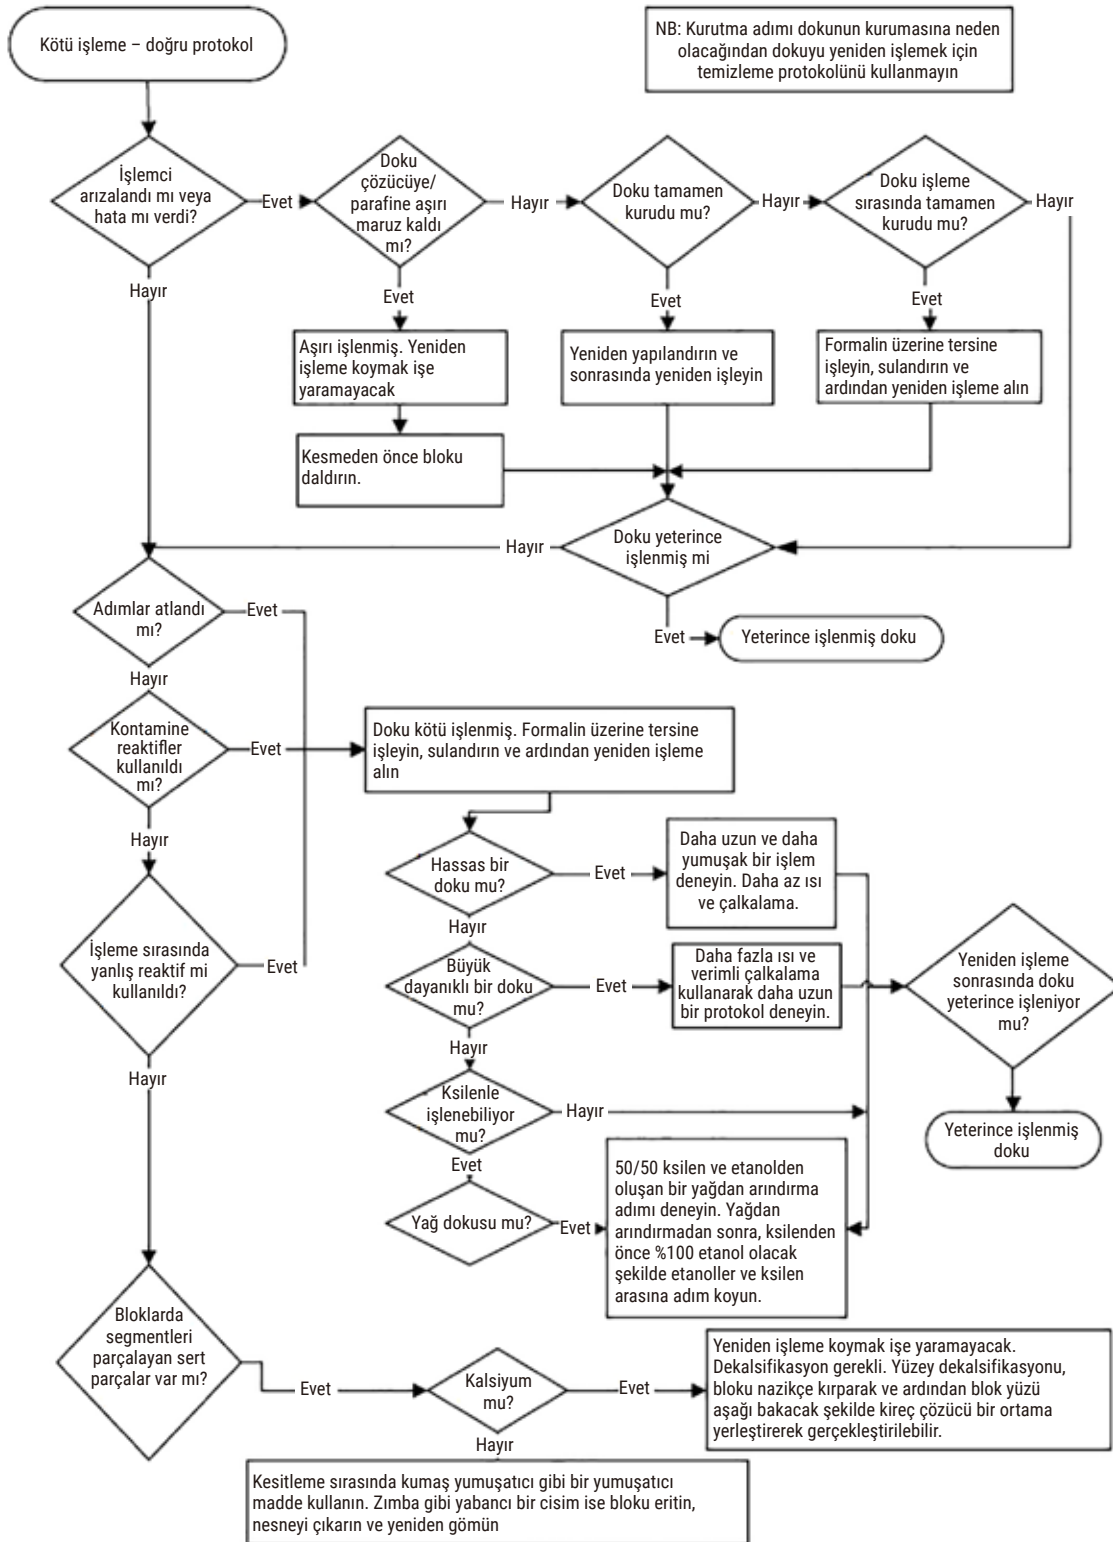 Kötü işleme – doğru protokol
NB: Kurutma adımı dokunun kurumasına neden
olacağından dokuyu yeniden işlemek için
temizleme protokolünü kullanmayın
İşlemci
arızalandı mı veya
hata mı verdi?
Evet
Doku
çözücüye/
parafine aşırı
maruz kaldı
mı?
Hayır
Doku tamamen
kurudu mu?
Hayır
Doku işleme
sırasında tamamen
kurudu mu?
Hayır
Hayır
Evet
Evet
Evet
Aşırı işlenmiş. Yeniden
işleme koymak işe
yaramayacak
Yeniden yapılandırın ve
sonrasında yeniden işleyin
Formalin üzerine tersine
işleyin, sulandırın ve
ardından yeniden işleme alın
Kesmeden önce bloku
daldırın.
Doku yeterince
işlenmiş mi
Hayır
Evet
Yeterince işlenmiş doku
Adımlar atlandı
mı?
Evet
Hayır
Kontamine
reaktifler
kullanıldı
mı?
Evet
Doku kötü işlenmiş. Formalin üzerine tersine
işleyin, sulandırın ve ardından yeniden işleme
alın
Hayır
İşleme sırasında
yanlış reaktif mi
kullanıldı?
Evet
Hayır
Hassas bir
doku mu?
Evet
Daha uzun ve daha
yumuşak bir işlem
deneyin. Daha az ısı
ve çalkalama.
Hayır
Büyük
dayanıklı bir doku
mu?
Evet
Daha fazla ısı ve
verimli çalkalama
kullanarak daha uzun
bir protokol deneyin.
Yeniden işleme
sonrasında doku
yeterince işleniyor
mu?
Hayır
Ksilenle
işlenebiliyor
mu?
Hayır
Yeterince işlenmiş
doku
Evet
Yağ dokusu mu?
Evet
50/50 ksilen ve etanolden
oluşan bir yağdan arındırma
adımı deneyin. Yağdan
arındırmadan sonra, ksilenden
önce %100 etanol olacak
şekilde etanoller ve ksilen
arasına adım koyun.
Bloklarda
segmentleri
parçalayan sert
parçalar var mı?
Evet
Kalsiyum
mu?
Evet
Yeniden işleme koymak işe yaramayacak.
Dekalsifikasyon gerekli. Yüzey dekalsifikasyonu,
bloku nazikçe kırparak ve ardından blok yüzü
aşağı bakacak şekilde kireç çözücü bir ortama
yerleştirerek gerçekleştirilebilir.
Hayır
Kesitleme sırasında kumaş yumuşatıcı gibi bir yumuşatıcı
madde kullanın. Zımba gibi yabancı bir cisim ise bloku eritin,
nesneyi çıkarın ve yeniden gömün